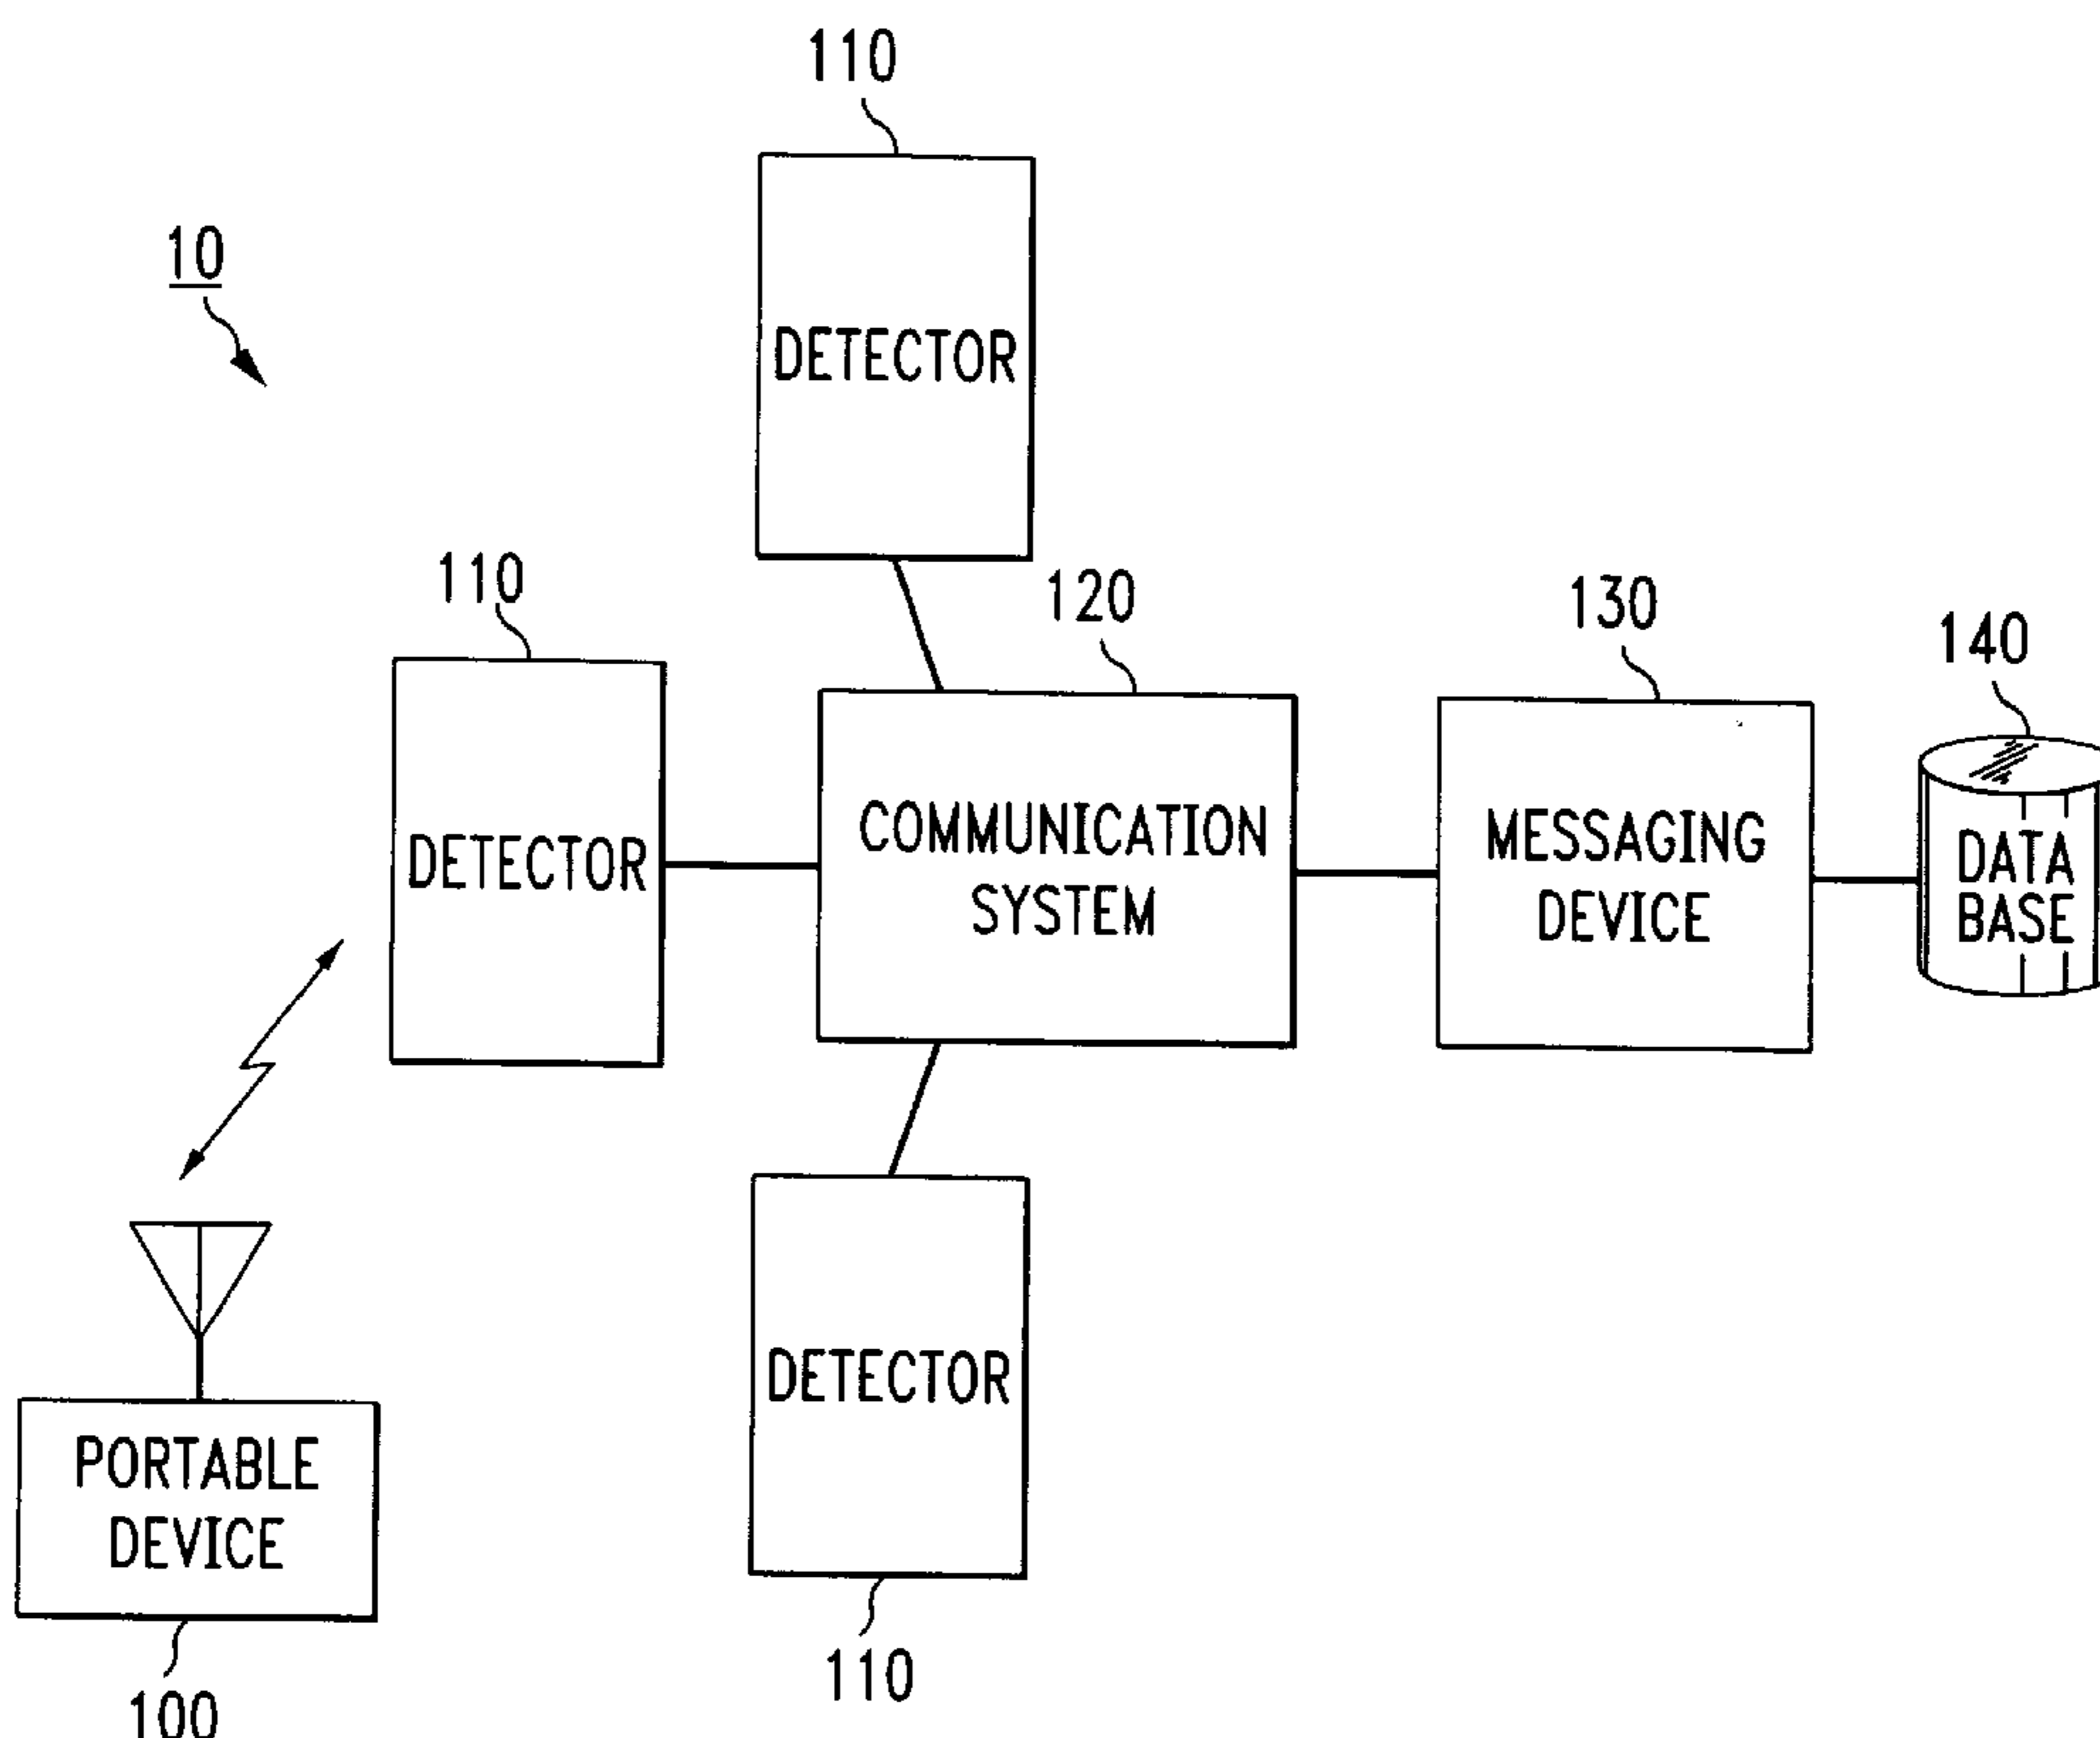 110
10
DETECTOR
110
120
130
140
DETECTOR
COMMUNICATION
SYSTEM
MESSAGING
DEVICE
DATA
BASE
DETECTOR
PORTABLE
DEVICE
110
100